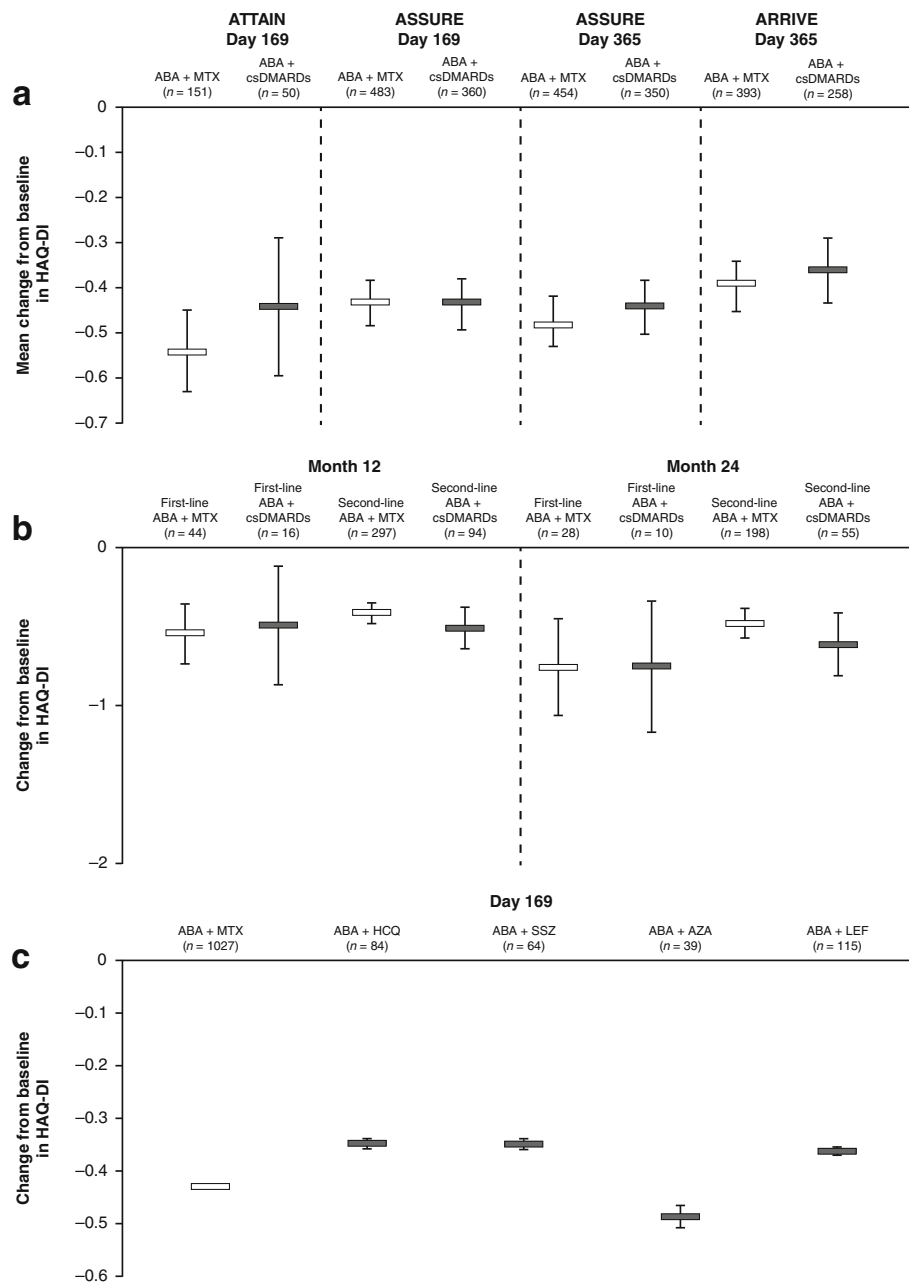 ATTAIN
Day 169
ASSURE
Day 169
ASSURE
Day 365
ARRIVE
Day 365
ABA + MTX
(n = 151)
ABA +
csDMARDs
(n = 50)
ABA + MTX
(n = 483)
ABA +
csDMARDs
(n = 360)
ABA + MTX
(n = 454)
ABA +
csDMARDs
(n = 350)
ABA + MTX
(n = 393)
ABA +
csDMARDs
(n = 258)
a
0
−0.1
−0.2
−0.3
−0.4
−0.5
−0.6
−0.7
Mean change from baseline
in HAQ-DI
Month 12
Month 24
First-line
ABA + MTX
(n = 44)
First-line
ABA +
csDMARDs
(n = 16)
Second-line
ABA + MTX
(n = 297)
Second-line
ABA +
csDMARDs
(n = 94)
First-line
ABA + MTX
(n = 28)
First-line
ABA +
csDMARDs
(n = 10)
Second-line
ABA + MTX
(n = 198)
Second-line
ABA +
csDMARDs
(n = 55)
b
0
−1
−2
Change from baseline
in HAQ-DI
Day 169
ABA + MTX
(n = 1027)
ABA + HCQ
(n = 84)
ABA + SSZ
(n = 64)
ABA + AZA
(n = 39)
ABA + LEF
(n = 115)
c
0
−0.1
−0.2
−0.3
−0.4
−0.5
−0.6
Change from baseline
in HAQ-DI